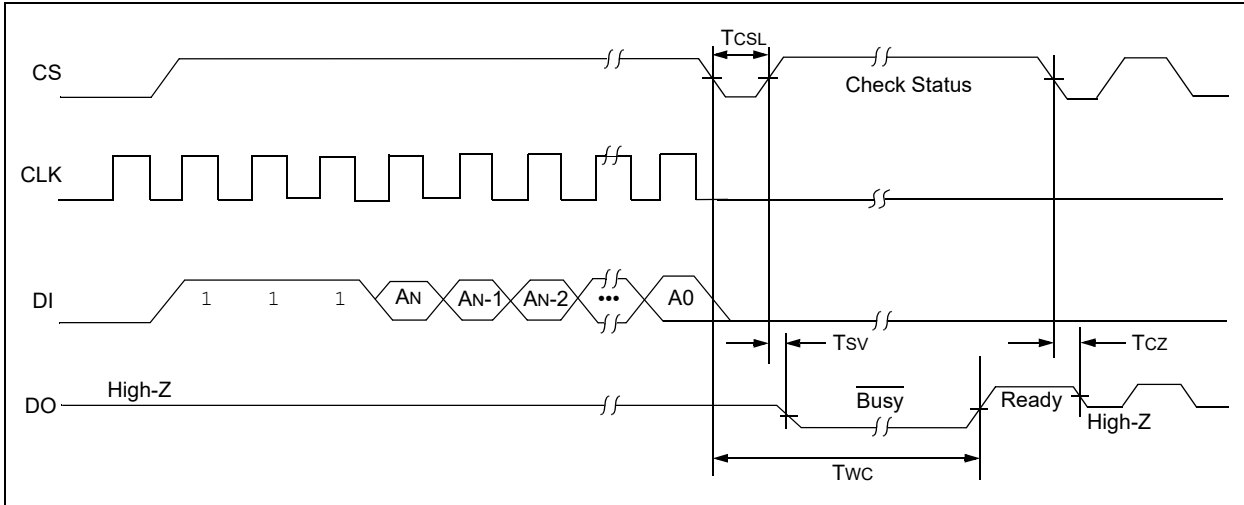 TCSL
CS
Check Status
CLK
DI
1 1 1 AN AN-1 AN-2 ••• A0
TSV
TCZ
High-Z
DO
Busy
Ready
High-Z
TWC